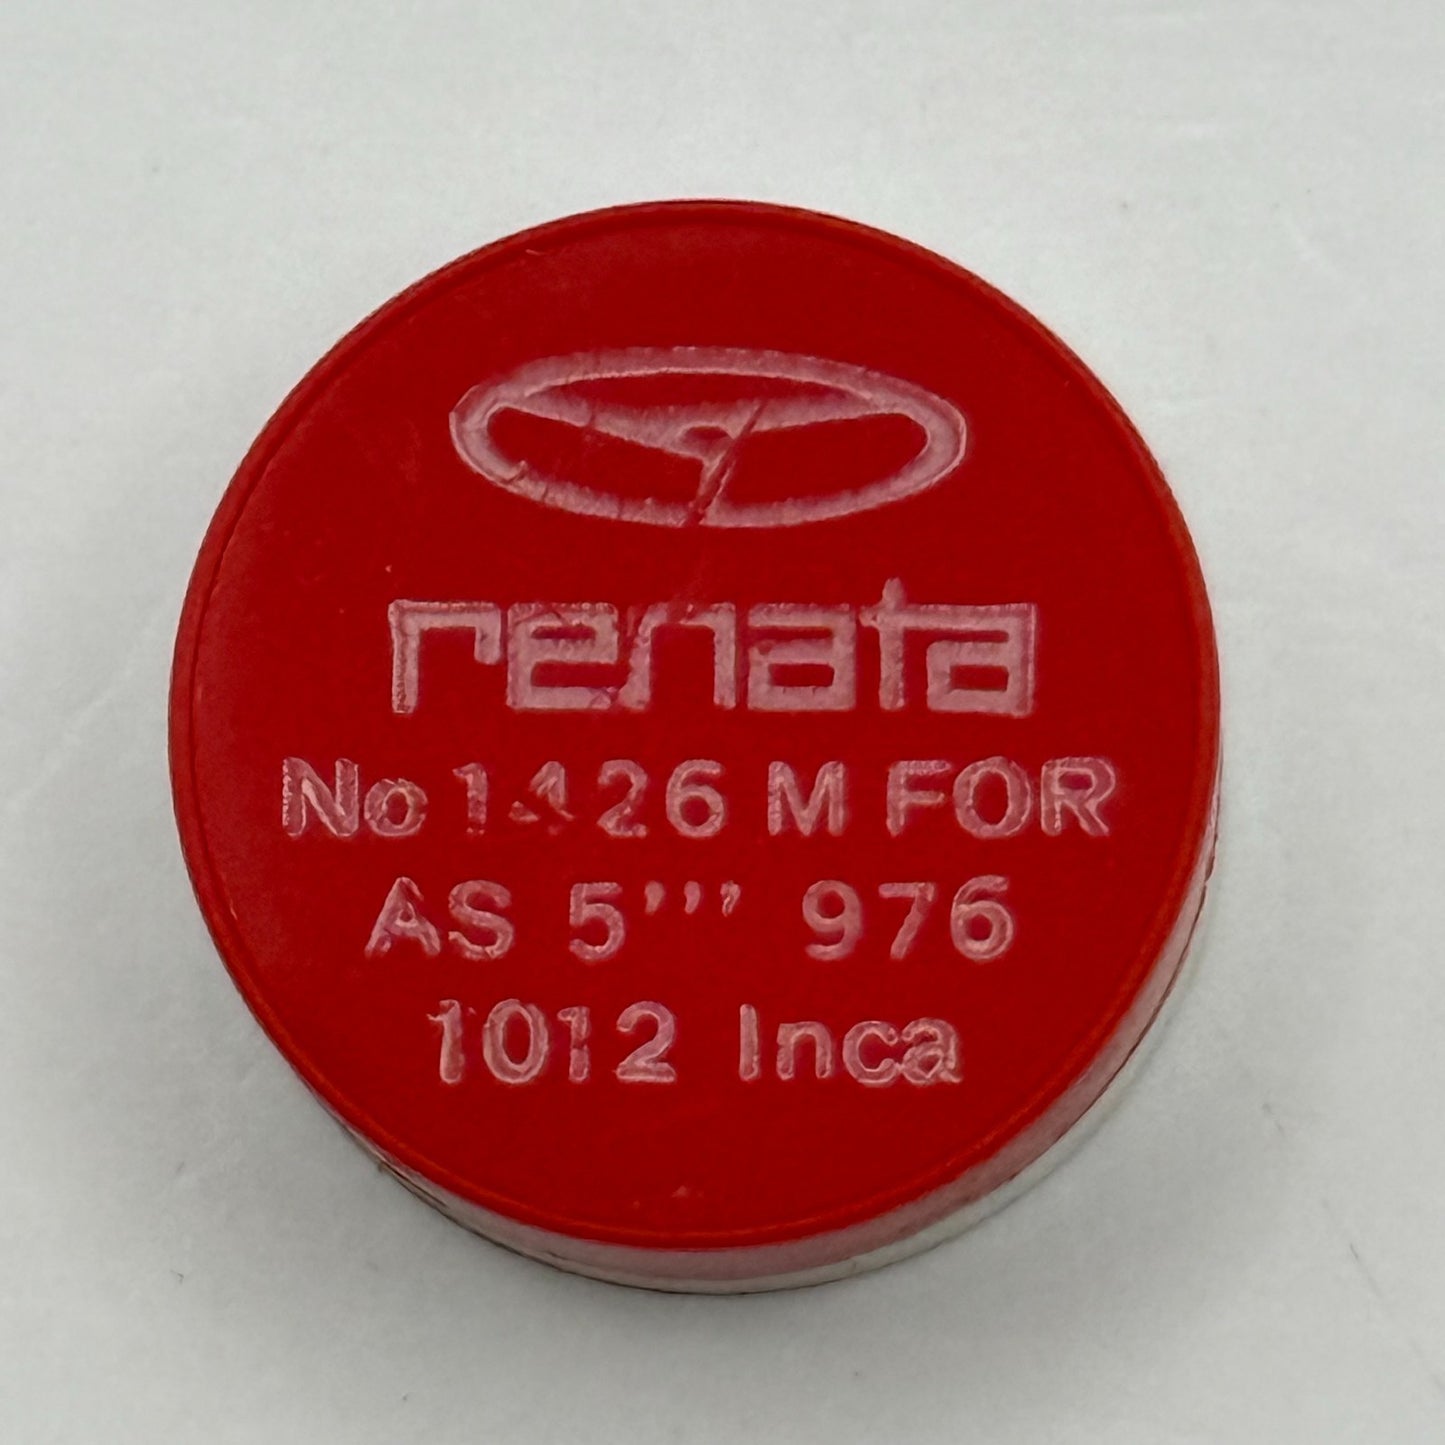 renata
No 1426 M FOR
AS 5''' 976
1012 Inca